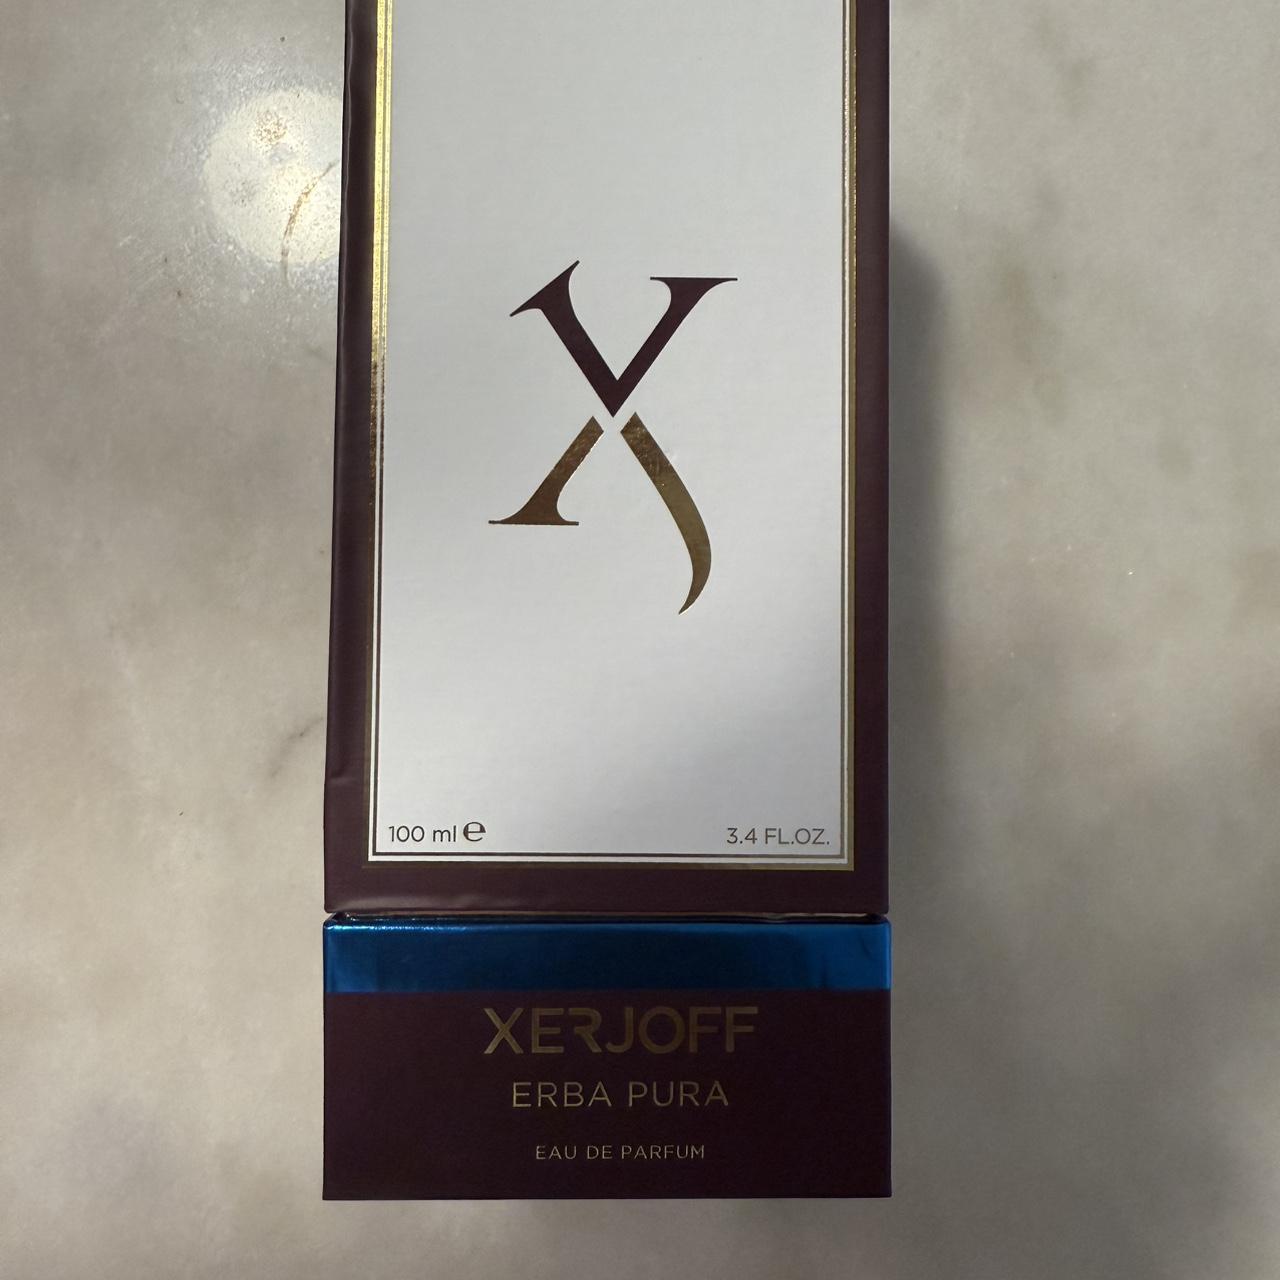 X
100 ml ℮
3.4 FL.OZ.
XERJOFF
ERBA PURA
EAU DE PARFUM